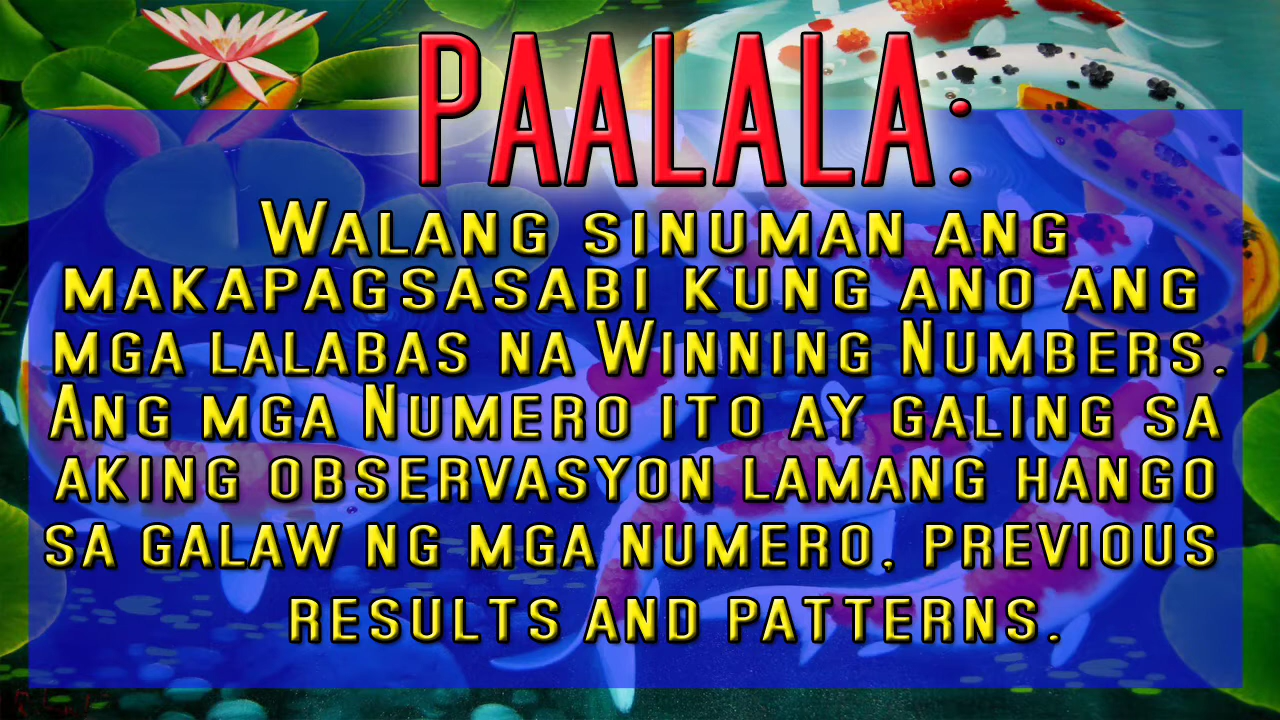 PAALALA:
WALANG SINUMAN ANG
MAKAPAGSASABI KUNG ANO ANG
MGA LALABAS NA WINNING NUMBERS.
ANG MGA NUMERO ITO AY GALING SA
AKING OBSERVASYON LAMANG HANGO
SA GALAW NG MGA NUMERO, PREVIOUS
RESULTS AND PATTERNS.